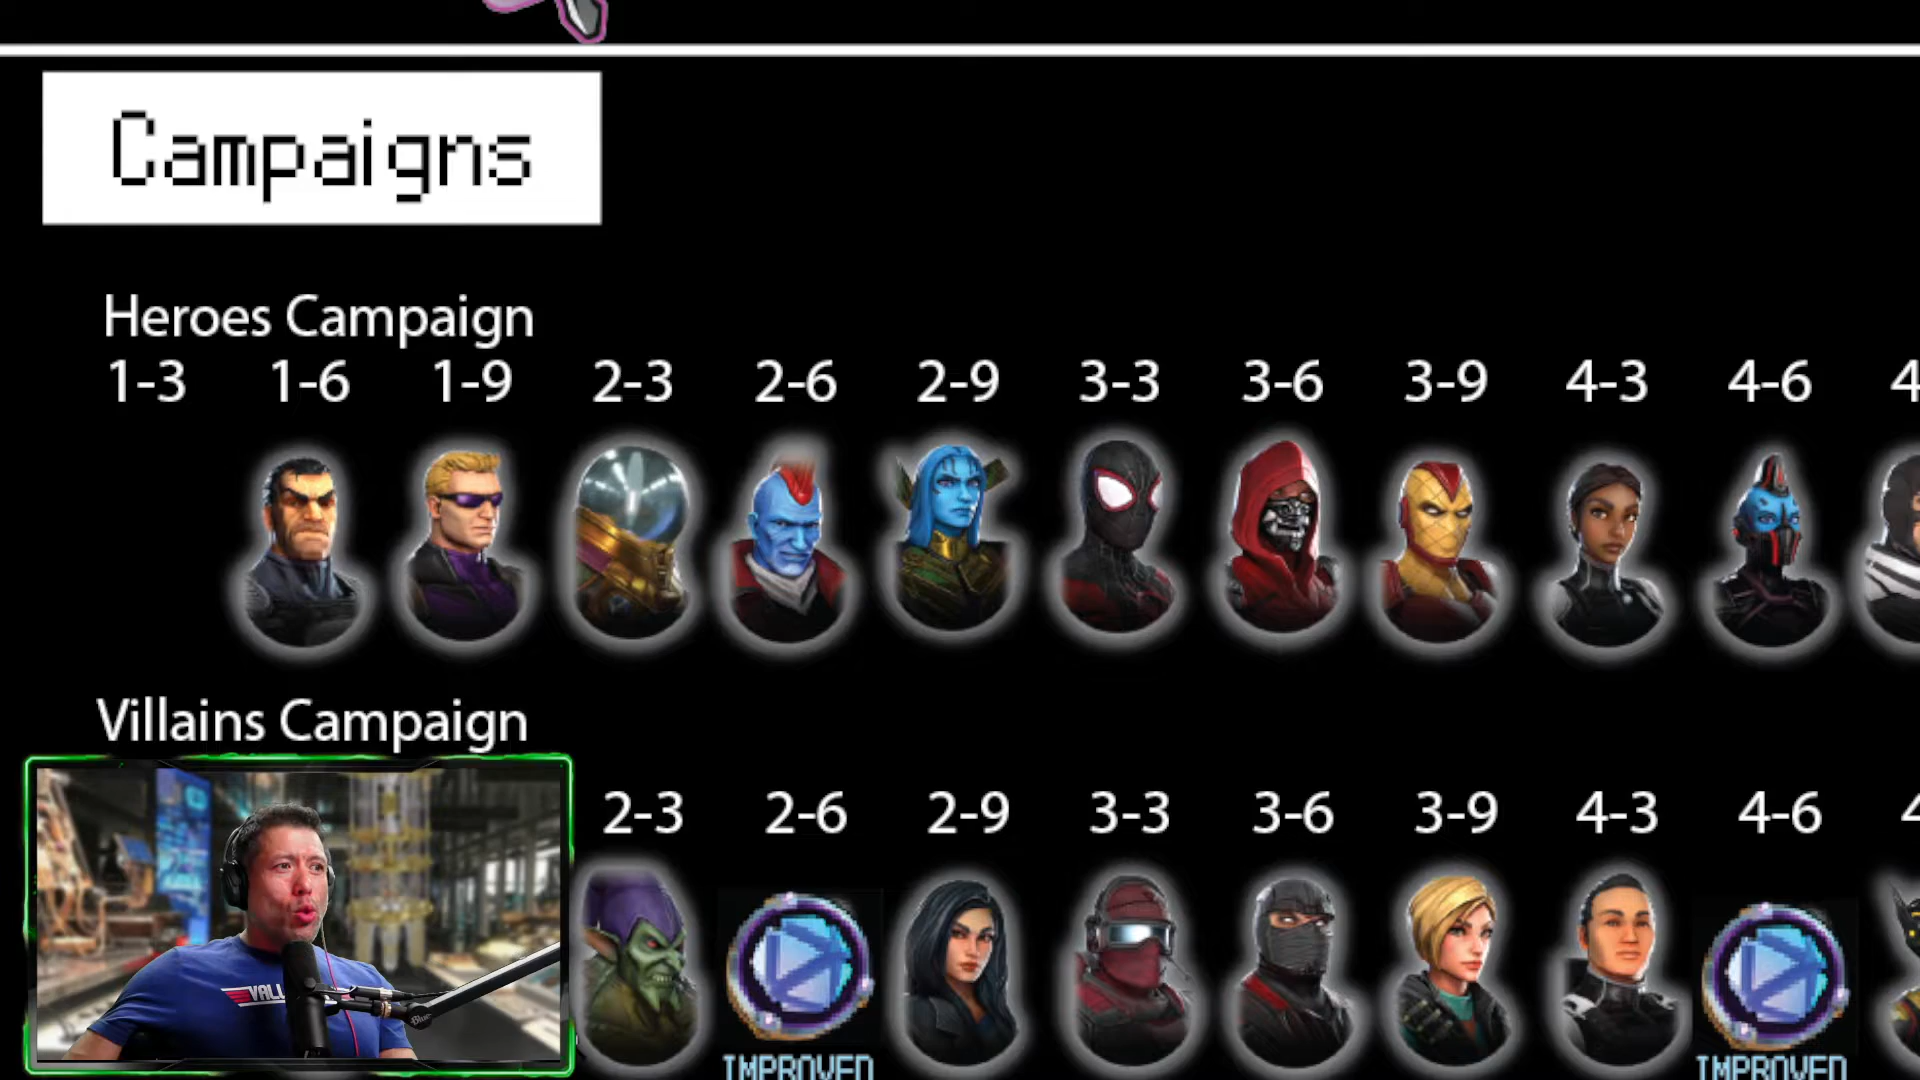 Campaigns
Heroes Campaign
1-3 1-6 1-9 2-3 2-6 2-9 3-3 3-6 3-9 4-3 4-6 4
Villains Campaign
2-3 2-6 2-9 3-3 3-6 3-9 4-3 4-6 4
IMPROVED IMPROVED